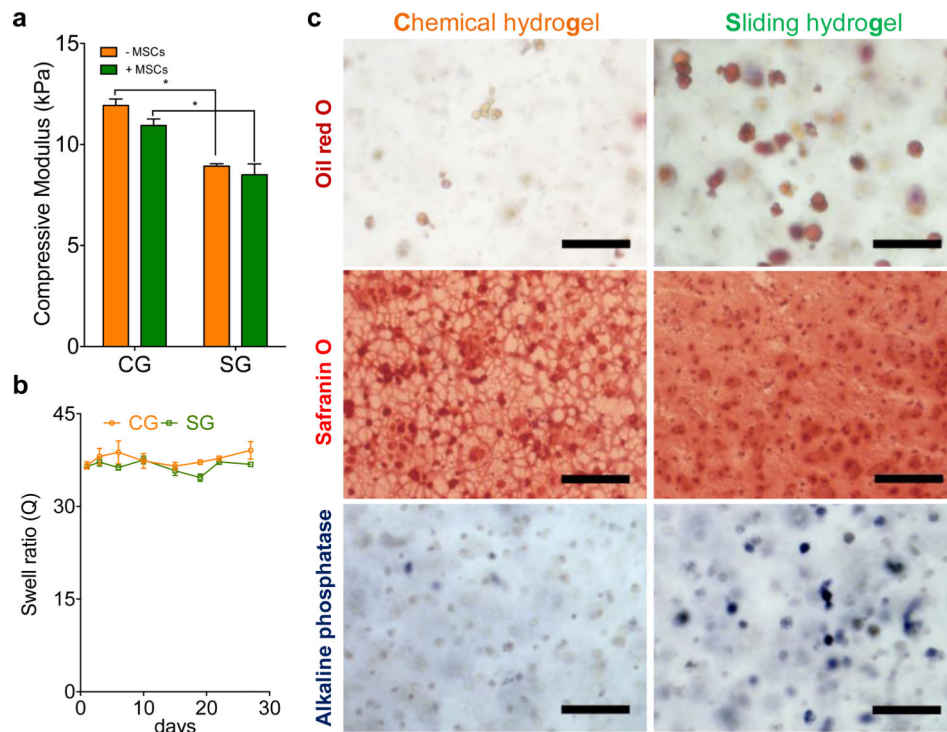 a
Compressive Modulus (kPa)
15
10
5
0
- MSCs
+ MSCs
*
*
CG
SG
b
Swell ratio (Q)
45
30
15
0
CG
SG
0
10
20
30
days
c
Chemical hydrogel
Sliding hydrogel
Oil red O
Safranin O
Alkaline phosphatase